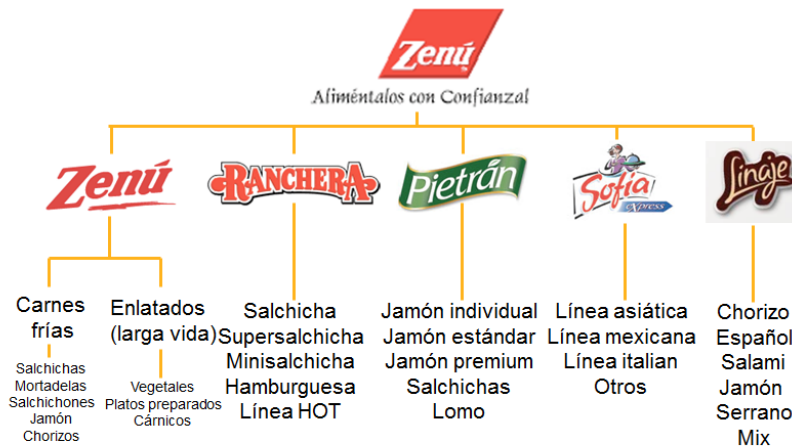 Zenú
Aliméntalos con Confianzal
Zenú
RANCHERA
Pietrán
Sofía
express
Linaje
Carnes
frías
Salchichas
Mortadelas
Salchichones
Jamón
Chorizos
Enlatados
(larga vida)
Vegetales
Platos preparados
Cárnicos
Salchicha
Supersalchicha
Minisalchicha
Hamburguesa
Línea HOT
Jamón individual
Jamón estándar
Jamón premium
Salchichas
Lomo
Línea asiática
Línea mexicana
Línea italian
Otros
Chorizo
Español
Salami
Jamón
Serrano
Mix